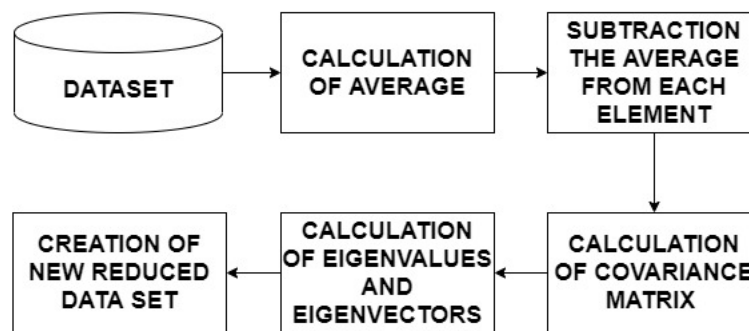 DATASET
CALCULATION
OF AVERAGE
SUBTRACTION
THE AVERAGE
FROM EACH
ELEMENT
CALCULATION
OF COVARIANCE
MATRIX
CALCULATION
OF EIGENVALUES
AND
EIGENVECTORS
CREATION OF
NEW REDUCED
DATA SET